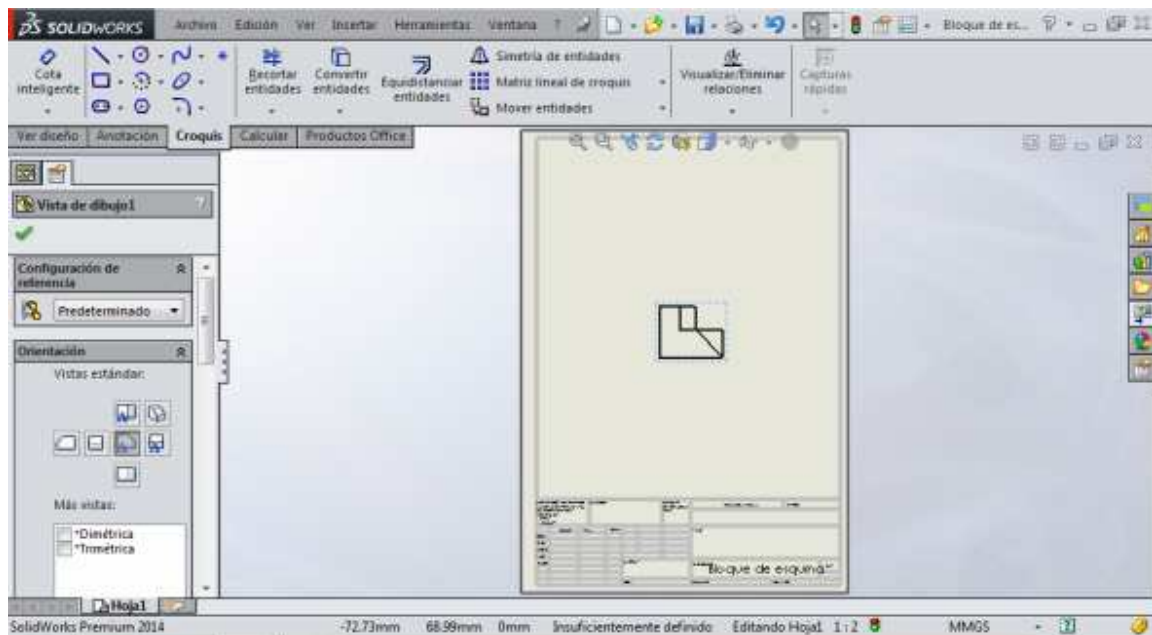 SOLIDWORKS Archivo Edición Ver Insertar Herramientas Ventana ? Bloque de es...
Cota inteligente
Recortar entidades
Convertir entidades
Equidistanciar entidades
Simetría de entidades
Matriz lineal de croquis
Mover entidades
Visualizar/Eliminar relaciones
Capturas rápidas
Ver diseño Anotación Croquis Calcular Productos Office
Vista de dibujo1 ?
Configuración de referencia
Predeterminado
Orientación
Vistas estándar:
Más vistas:
*Dimétrica
*Trimétrica
Bloque de esquina
Hoja1
SolidWorks Premium 2014 -72.73mm 68.99mm 0mm Insuficientemente definido Editando Hoja1 1:2 MMGS